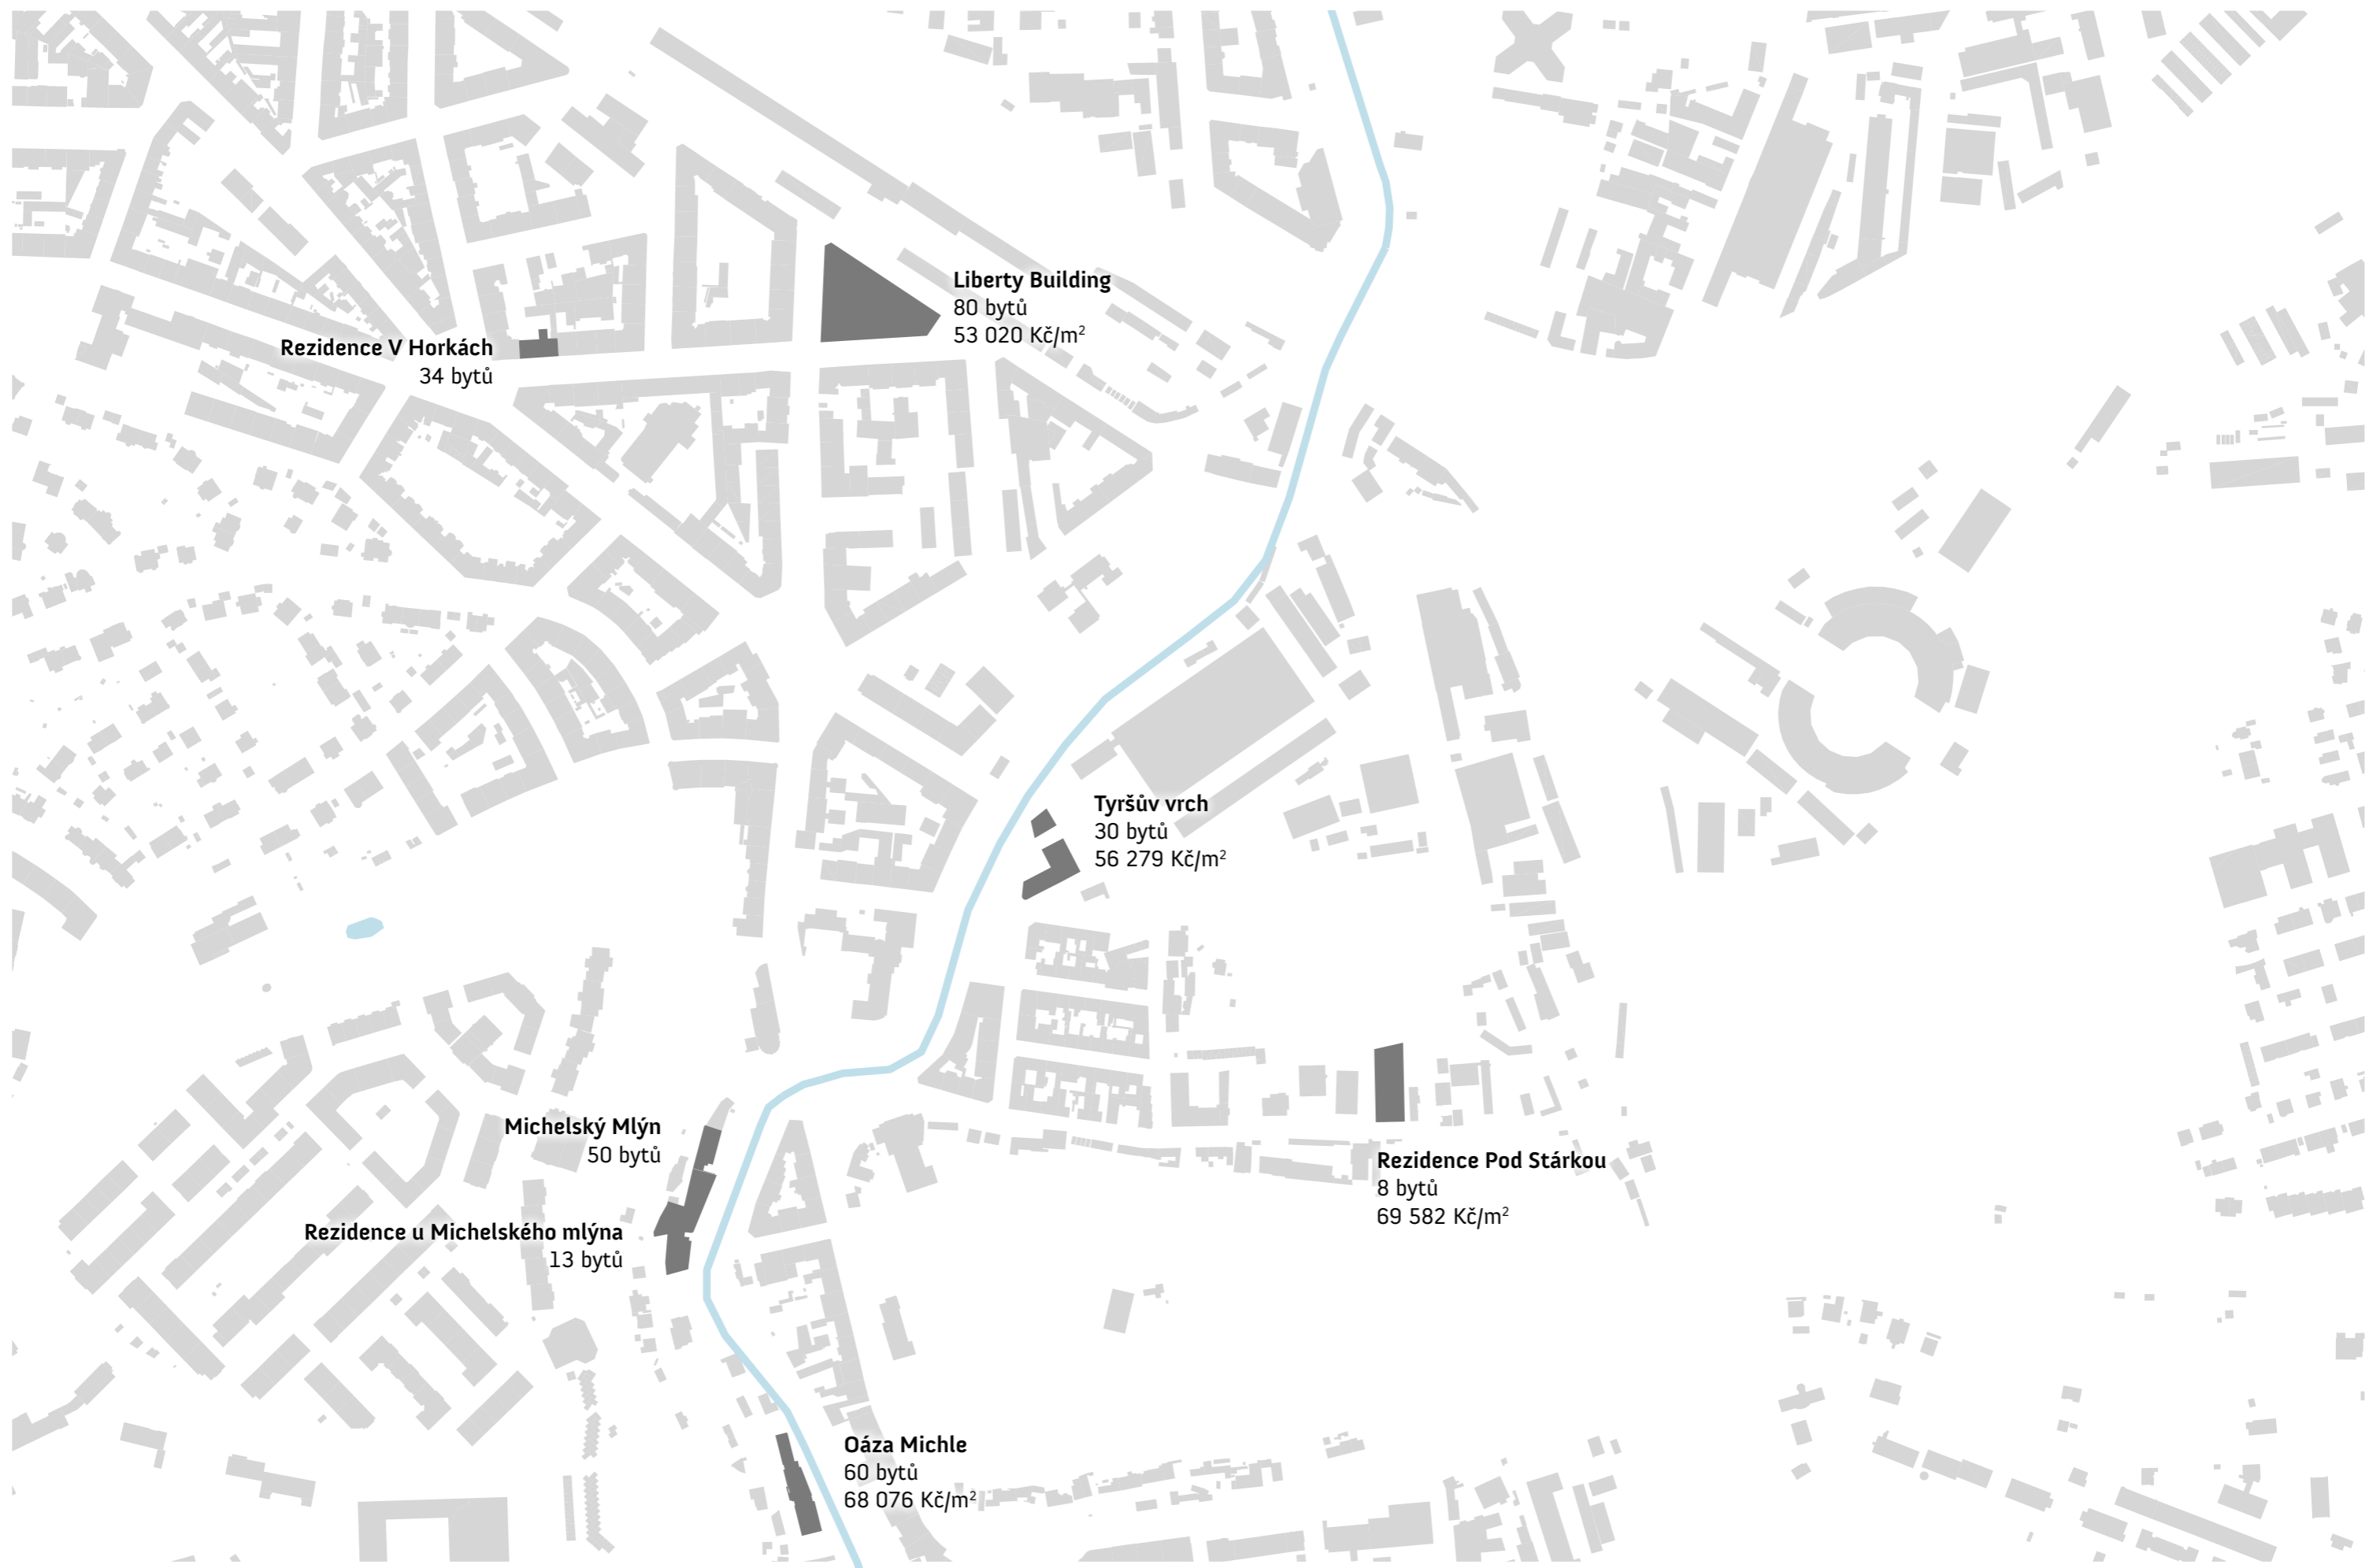 Liberty Building
80 bytů
53 020 Kč/m²
Rezidence V Horkách
34 bytů
Tyršův vrch
30 bytů
56 279 Kč/m²
Michelský Mlýn
50 bytů
Rezidence Pod Stárkou
8 bytů
69 582 Kč/m²
Rezidence u Michelského mlýna
13 bytů
Oáza Michle
60 bytů
68 076 Kč/m²